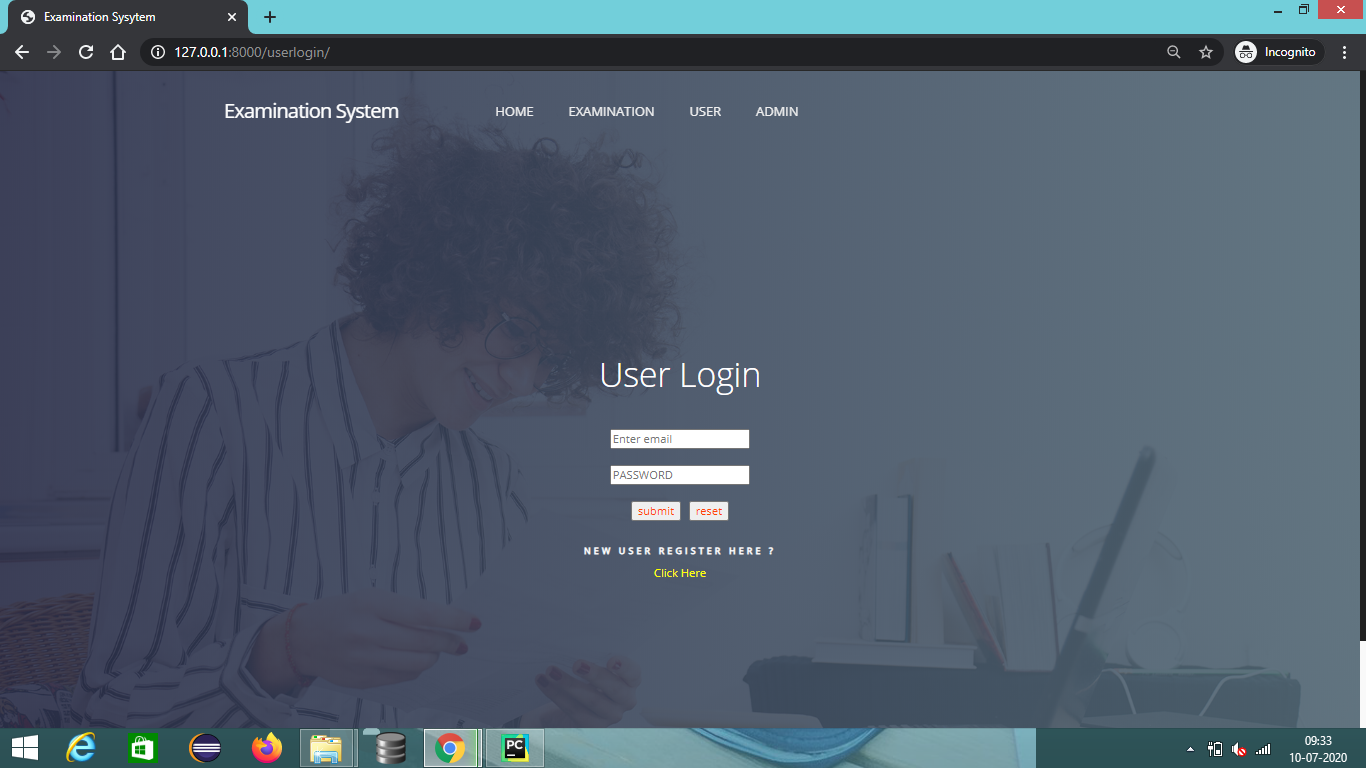 Examination Sysytem
127.0.0.1:8000/userlogin/
Incognito
Examination System
HOME
EXAMINATION
USER
ADMIN
User Login
Enter email
PASSWORD
submit
reset
NEW USER REGISTER HERE ?
Click Here
PC
09:33
10-07-2020